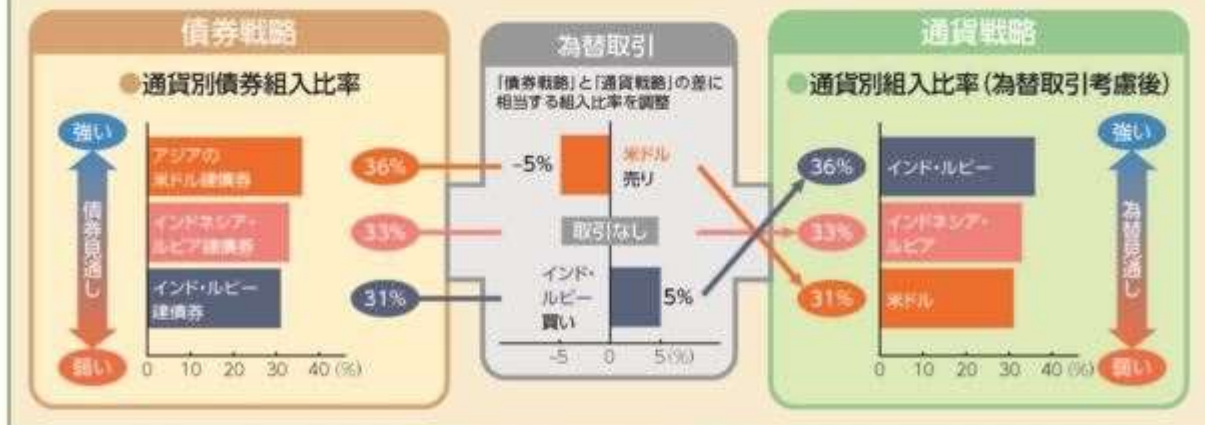 債券戦略
●通貨別債券組入比率
強い
債券見通し
弱い
アジアの
米ドル建債券
インドネシア・
ルピア建債券
インド・ルピー
建債券
0 10 20 30 40 (%)
36%
33%
31%
為替取引
「債券戦略」と「通貨戦略」の差に
相当する組入比率を調整
-5%
米ドル
売り
取引なし
インド・
ルピー
買い
5%
-5 0 5(%)
通貨戦略
●通貨別組入比率(為替取引考慮後)
36%
33%
31%
インド・ルピー
インドネシア・
ルピア
米ドル
0 10 20 30 40 (%)
強い
為替見通し
弱い